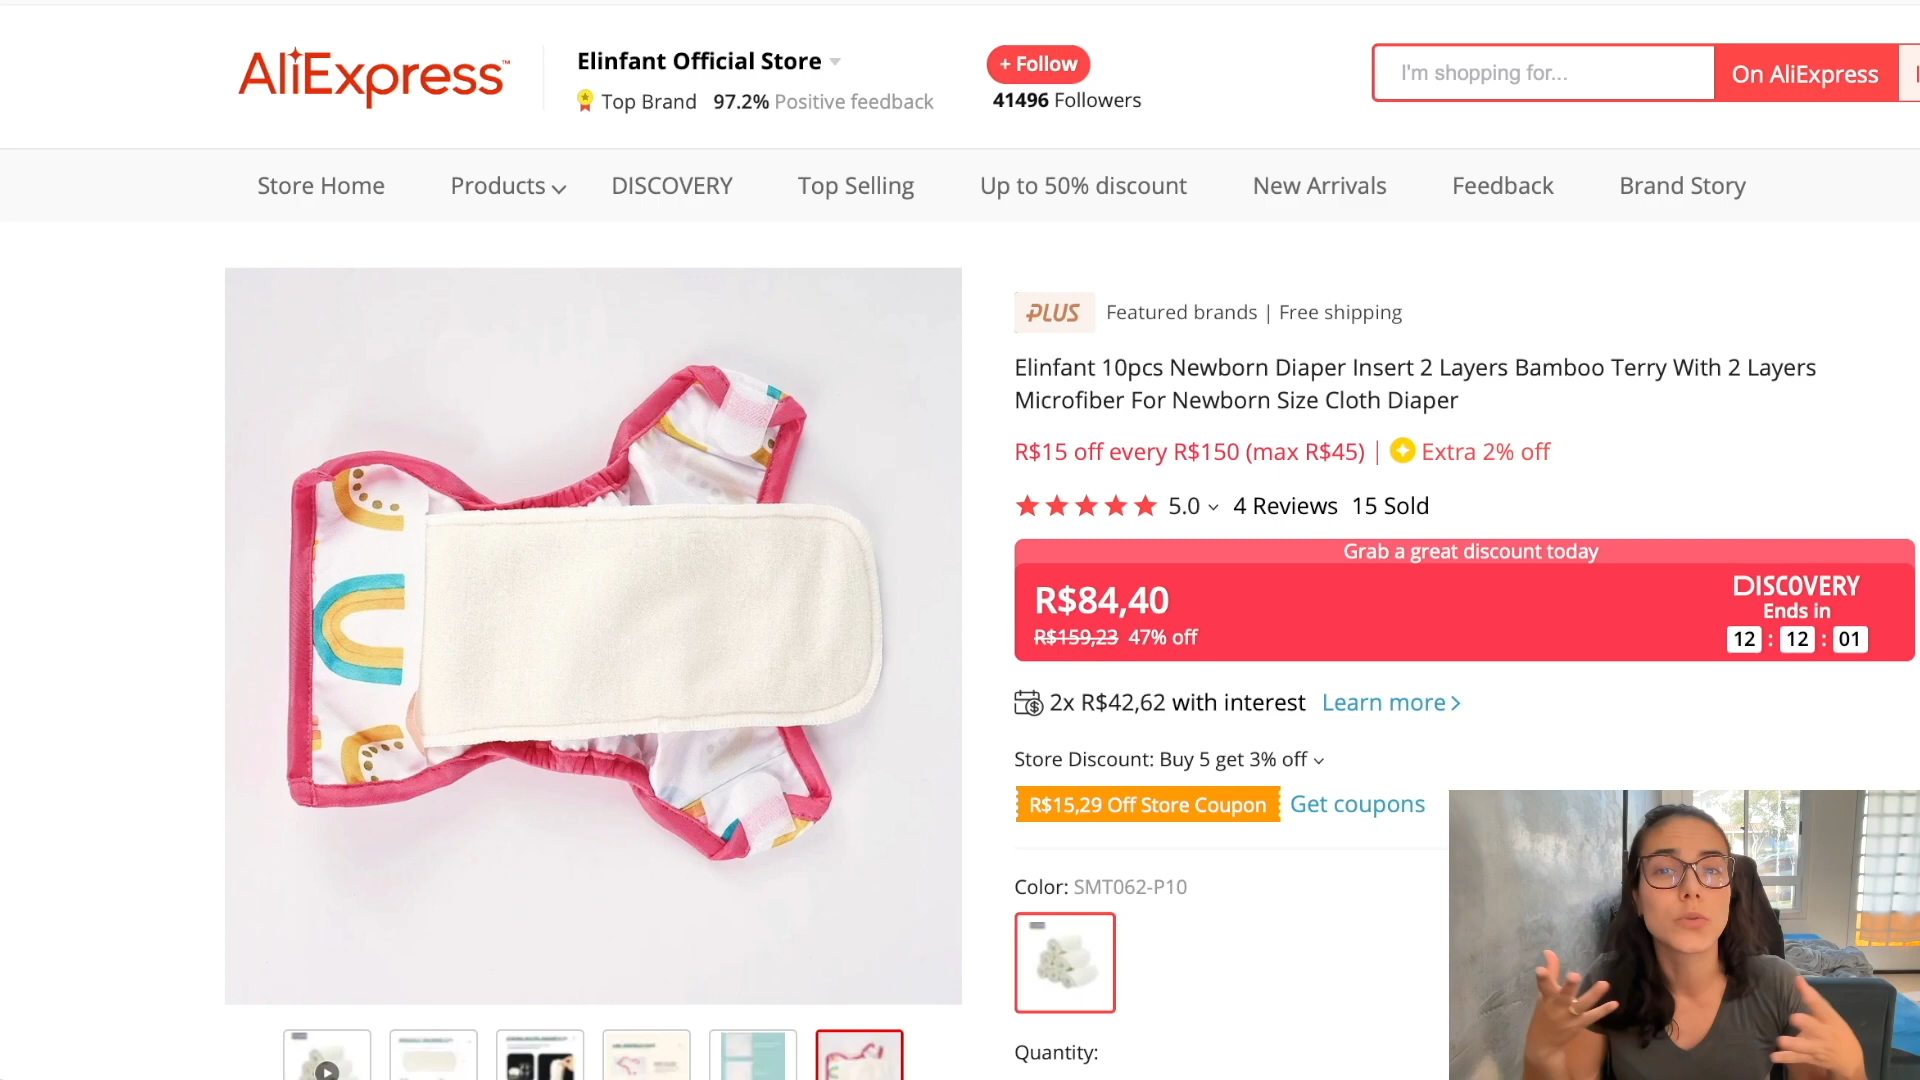 AliExpress™
Elinfant Official Store
Top Brand 97.2% Positive feedback
+ Follow
41496 Followers
I'm shopping for...
On AliExpress
Store Home
Products
DISCOVERY
Top Selling
Up to 50% discount
New Arrivals
Feedback
Brand Story
PLUS Featured brands | Free shipping
Elinfant 10pcs Newborn Diaper Insert 2 Layers Bamboo Terry With 2 Layers
Microfiber For Newborn Size Cloth Diaper
R$15 off every R$150 (max R$45) | Extra 2% off
5.0 4 Reviews 15 Sold
Grab a great discount today
R$84,40
R$159,23 47% off
DISCOVERY
Ends in
12 : 12 : 01
2x R$42,62 with interest Learn more
Store Discount: Buy 5 get 3% off
R$15,29 Off Store Coupon Get coupons
Color: SMT062-P10
Quantity: